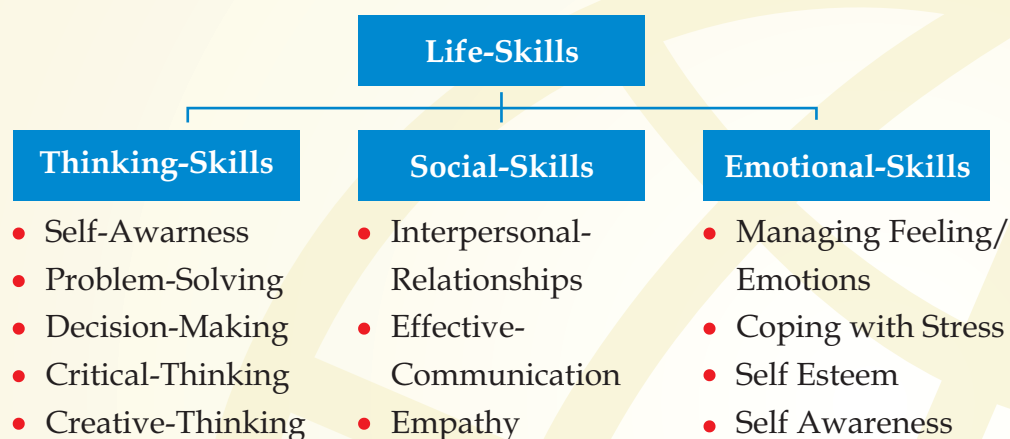 Life-Skills
Thinking-Skills
• Self-Awarness
• Problem-Solving
• Decision-Making
• Critical-Thinking
• Creative-Thinking
Social-Skills
• Interpersonal-
Relationships
• Effective-
Communication
• Empathy
Emotional-Skills
• Managing Feeling/
Emotions
• Coping with Stress
• Self Esteem
• Self Awareness